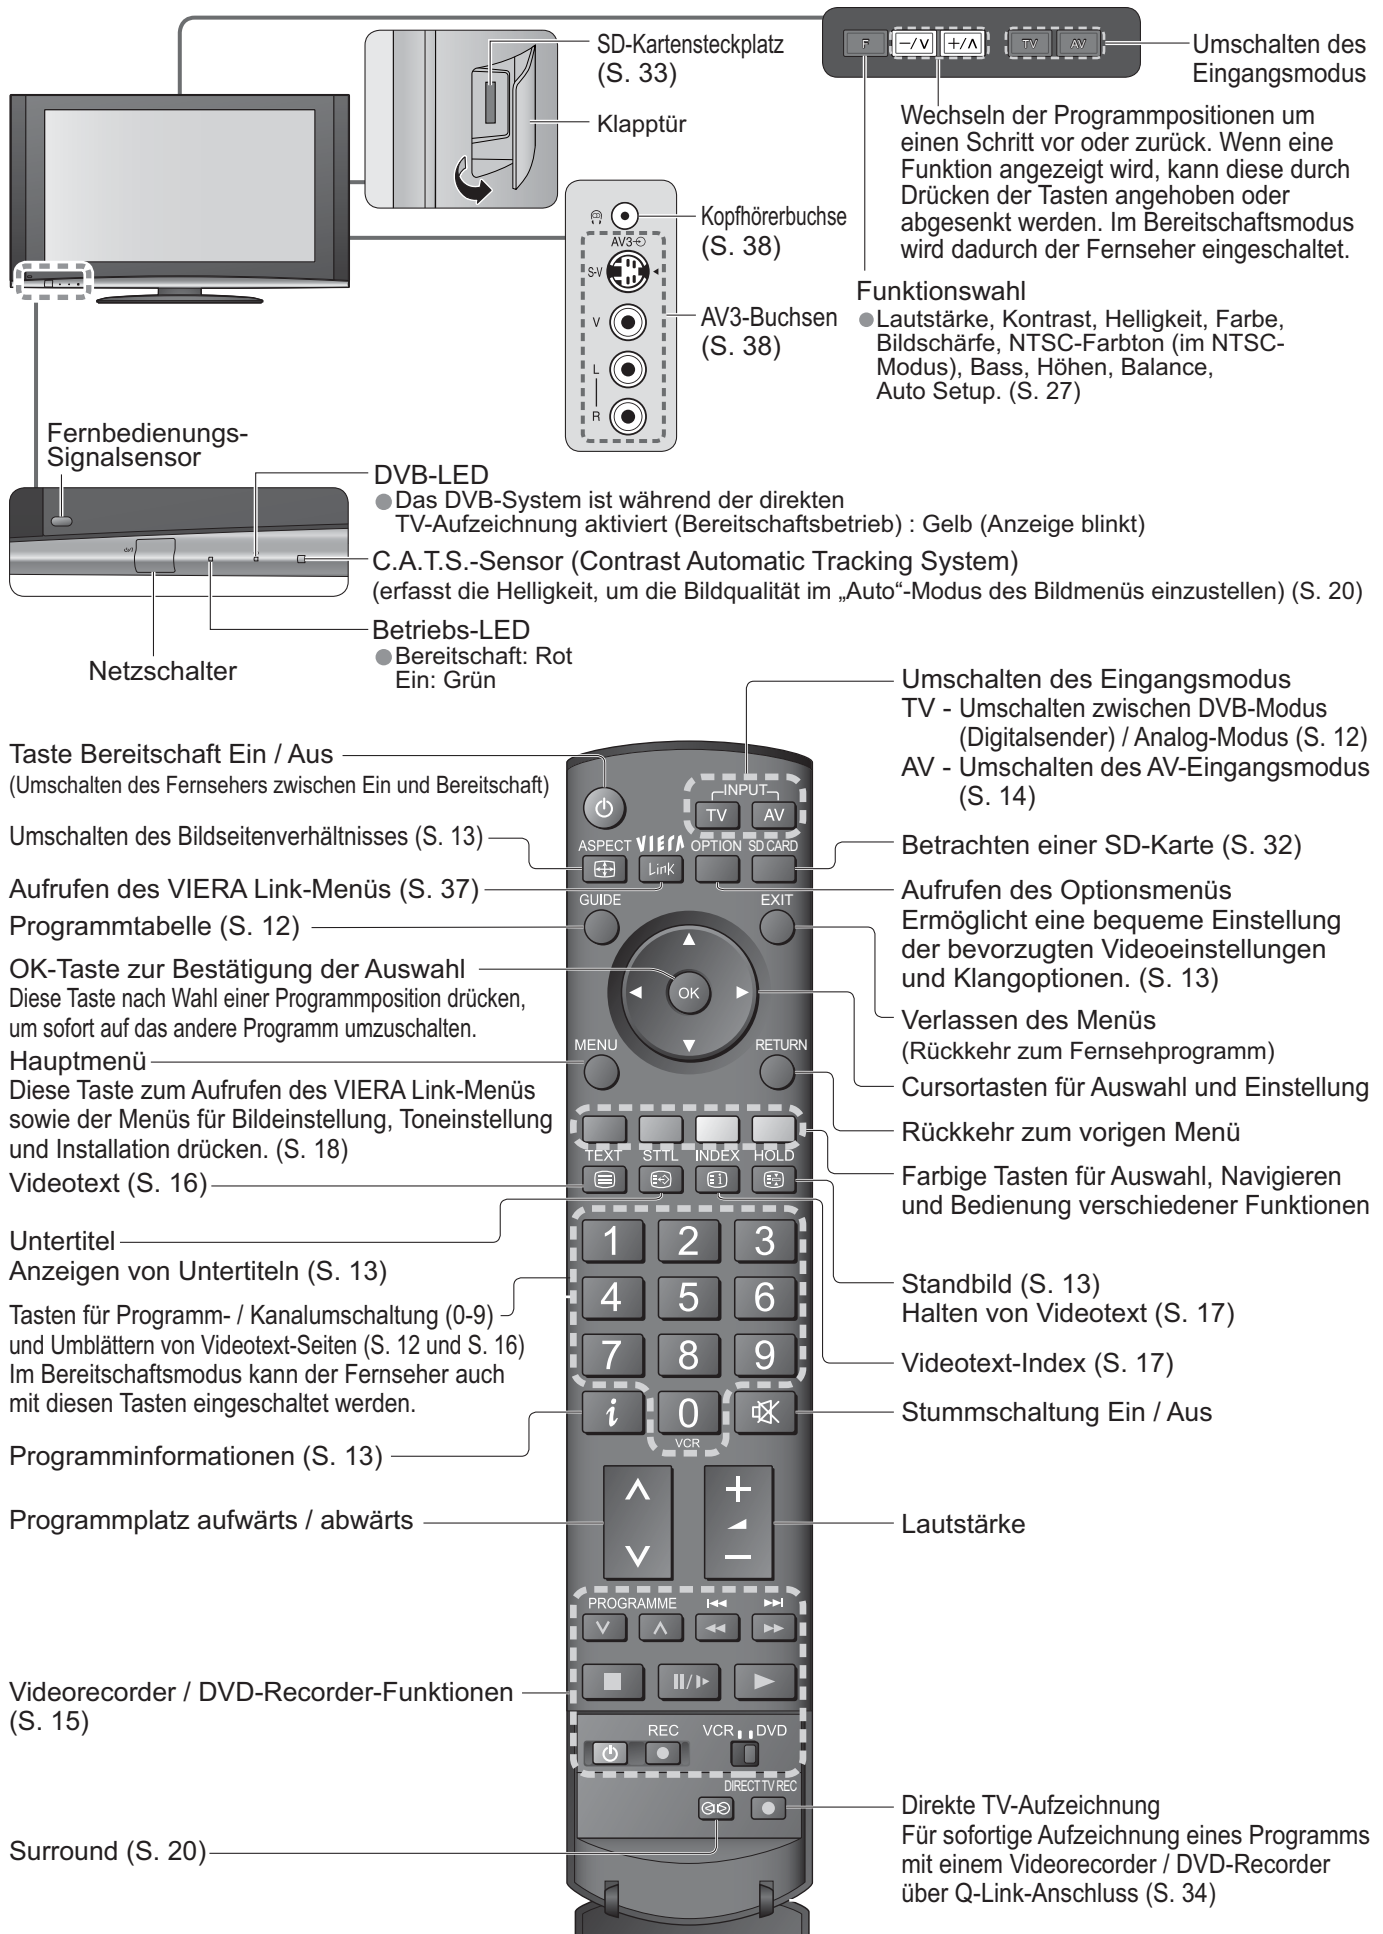 SD-Kartensteckplatz
(S. 33)
Klapptür
F
−/∨
+/∧
TV
AV
Umschalten des
Eingangsmodus
Wechseln der Programmpositionen um
einen Schritt vor oder zurück. Wenn eine
Funktion angezeigt wird, kann diese durch
Drücken der Tasten angehoben oder
abgesenkt werden. Im Bereitschaftsmodus
wird dadurch der Fernseher eingeschaltet.
Kopfhörerbuchse
(S. 38)
AV3
S-V
V
L
R
AV3-Buchsen
(S. 38)
Funktionswahl
●Lautstärke, Kontrast, Helligkeit, Farbe,
Bildschärfe, NTSC-Farbton (im NTSC-
Modus), Bass, Höhen, Balance,
Auto Setup. (S. 27)
Fernbedienungs-
Signalsensor
DVB-LED
●Das DVB-System ist während der direkten
TV-Aufzeichnung aktiviert (Bereitschaftsbetrieb) : Gelb (Anzeige blinkt)
C.A.T.S.-Sensor (Contrast Automatic Tracking System)
(erfasst die Helligkeit, um die Bildqualität im „Auto“-Modus des Bildmenüs einzustellen) (S. 20)
Betriebs-LED
●Bereitschaft: Rot
Ein: Grün
Netzschalter
Umschalten des Eingangsmodus
TV - Umschalten zwischen DVB-Modus
(Digitalsender) / Analog-Modus (S. 12)
AV - Umschalten des AV-Eingangsmodus
(S. 14)
Taste Bereitschaft Ein / Aus
(Umschalten des Fernsehers zwischen Ein und Bereitschaft)
Umschalten des Bildseitenverhältnisses (S. 13)
Aufrufen des VIERA Link-Menüs (S. 37)
Programmtabelle (S. 12)
OK-Taste zur Bestätigung der Auswahl
Diese Taste nach Wahl einer Programmposition drücken,
um sofort auf das andere Programm umzuschalten.
Hauptmenü
Diese Taste zum Aufrufen des VIERA Link-Menüs
sowie der Menüs für Bildeinstellung, Toneinstellung
und Installation drücken. (S. 18)
Videotext (S. 16)
Untertitel
Anzeigen von Untertiteln (S. 13)
Tasten für Programm- / Kanalumschaltung (0-9)
und Umblättern von Videotext-Seiten (S. 12 und S. 16)
Im Bereitschaftsmodus kann der Fernseher auch
mit diesen Tasten eingeschaltet werden.
Programminformationen (S. 13)
Programmplatz aufwärts / abwärts
Videorecorder / DVD-Recorder-Funktionen
(S. 15)
Surround (S. 20)
INPUT
TV AV
ASPECT VIERA OPTION SD CARD
Link
GUIDE EXIT
OK
MENU RETURN
TEXT STTL INDEX HOLD
1 2 3
4 5 6
7 8 9
i 0
VCR
∧ +
∨ −
PROGRAMME
REC VCR DVD
DIRECT TV REC
Betrachten einer SD-Karte (S. 32)
Aufrufen des Optionsmenüs
Ermöglicht eine bequeme Einstellung
der bevorzugten Videoeinstellungen
und Klangoptionen. (S. 13)
Verlassen des Menüs
(Rückkehr zum Fernsehprogramm)
Cursortasten für Auswahl und Einstellung
Rückkehr zum vorigen Menü
Farbige Tasten für Auswahl, Navigieren
und Bedienung verschiedener Funktionen
Standbild (S. 13)
Halten von Videotext (S. 17)
Videotext-Index (S. 17)
Stummschaltung Ein / Aus
Lautstärke
Direkte TV-Aufzeichnung
Für sofortige Aufzeichnung eines Programms
mit einem Videorecorder / DVD-Recorder
über Q-Link-Anschluss (S. 34)